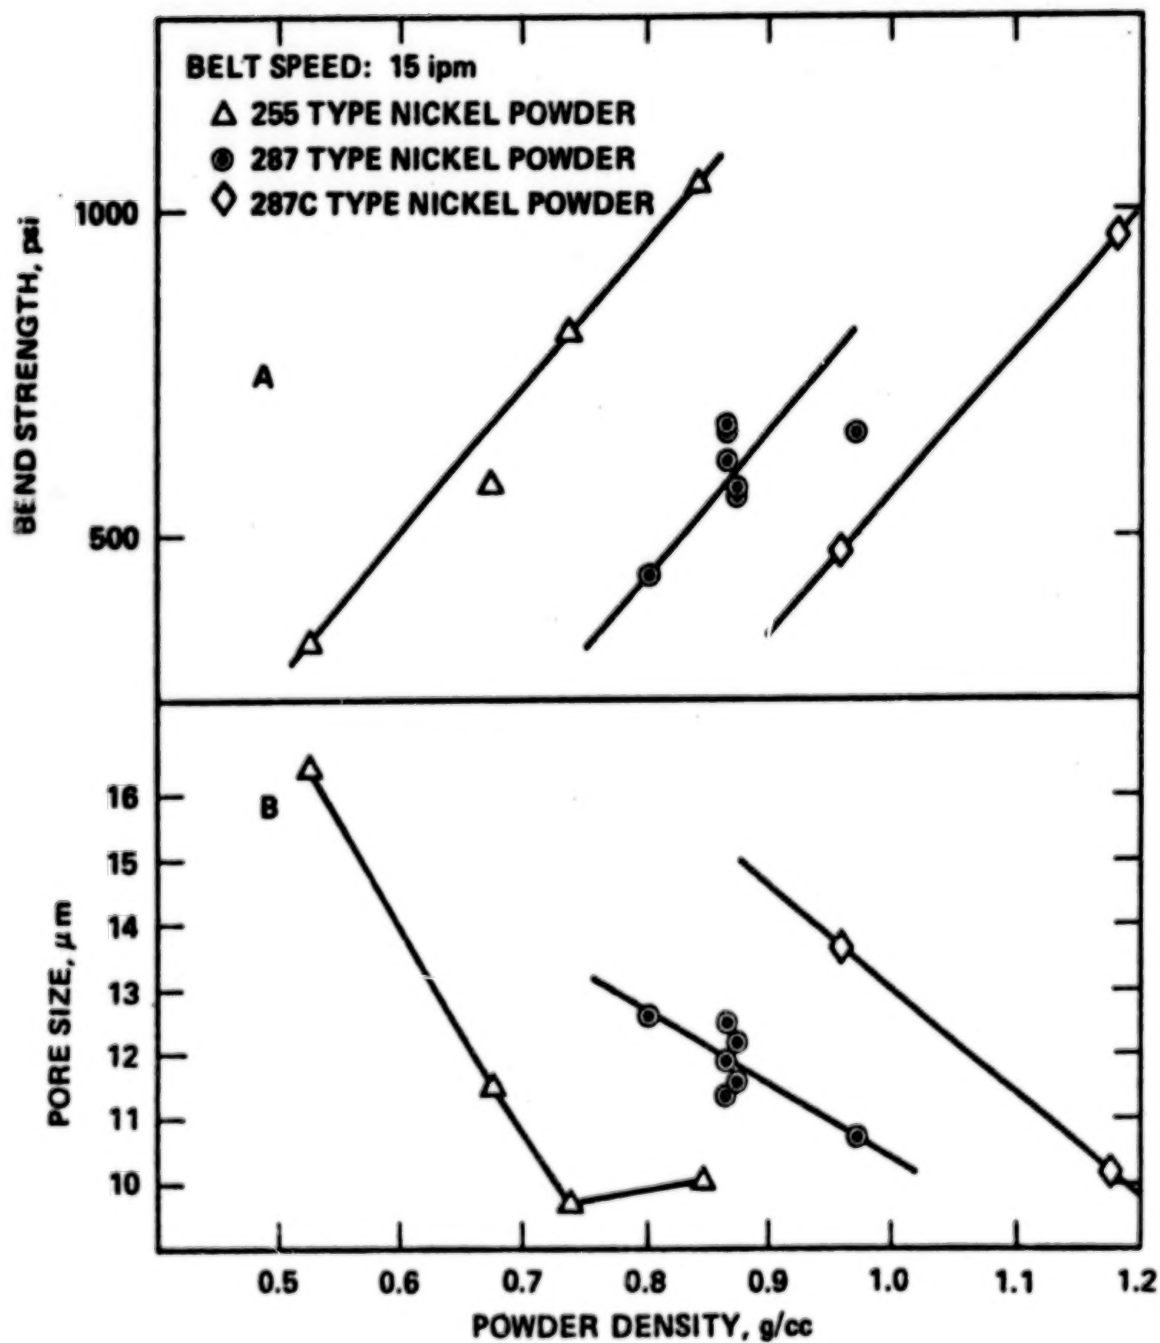 BELT SPEED: 15 ipm
255 TYPE NICKEL POWDER
287 TYPE NICKEL POWDER
287C TYPE NICKEL POWDER
BEND STRENGTH, psi
1000
500
A
PORE SIZE, μm
16
15
14
13
12
11
10
B
0.5 0.6 0.7 0.8 0.9 1.0 1.1 1.2
POWDER DENSITY, g/cc